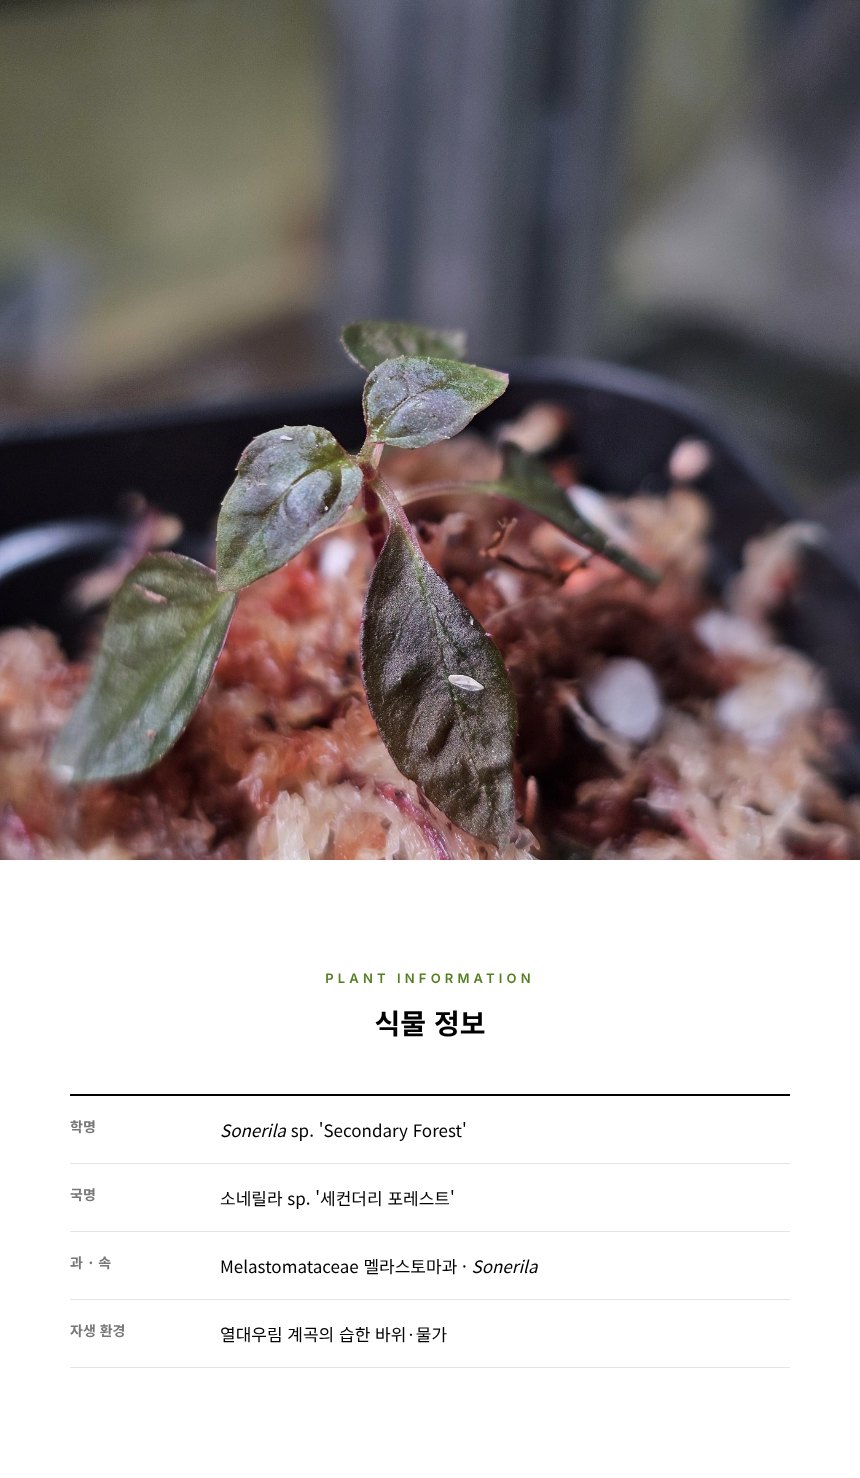 PLANT INFORMATION
식물 정보
학명 Sonerila sp. 'Secondary Forest'
국명 소네릴라 sp. '세컨더리 포레스트'
과 · 속 Melastomataceae 멜라스토마과 · Sonerila
자생 환경 열대우림 계곡의 습한 바위·물가